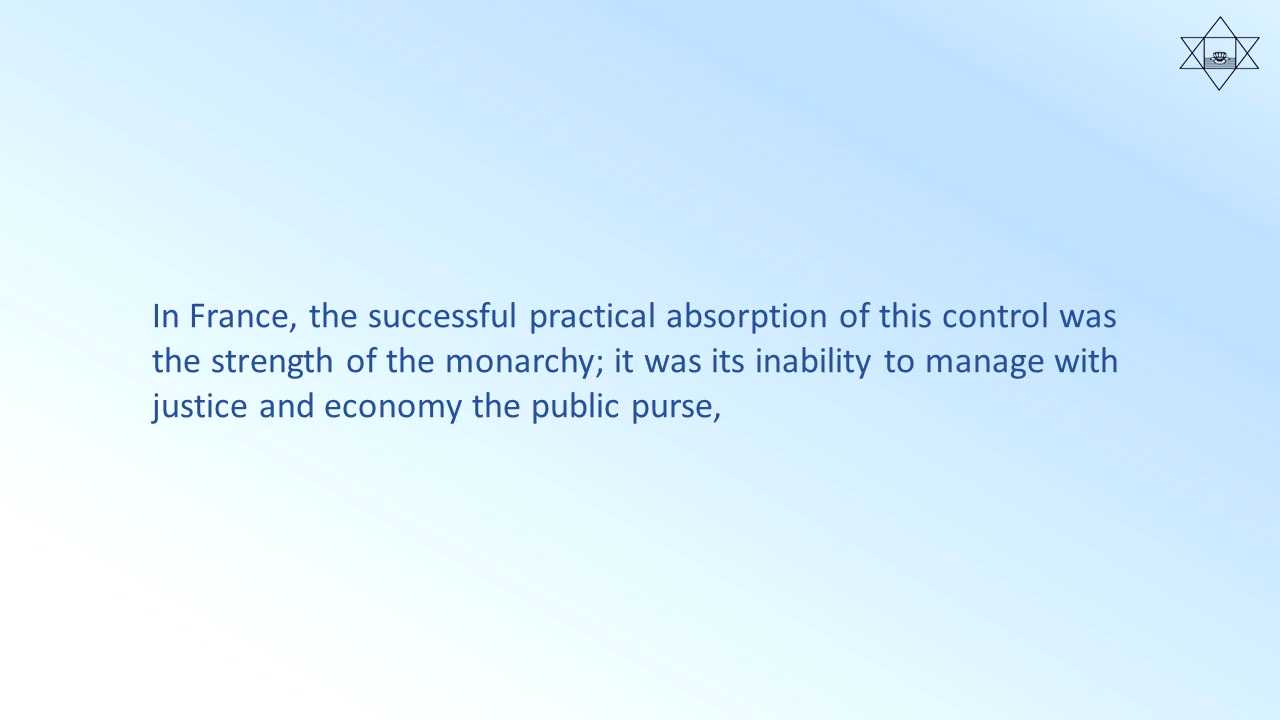 In France, the successful practical absorption of this control was
the strength of the monarchy; it was its inability to manage with
justice and economy the public purse,